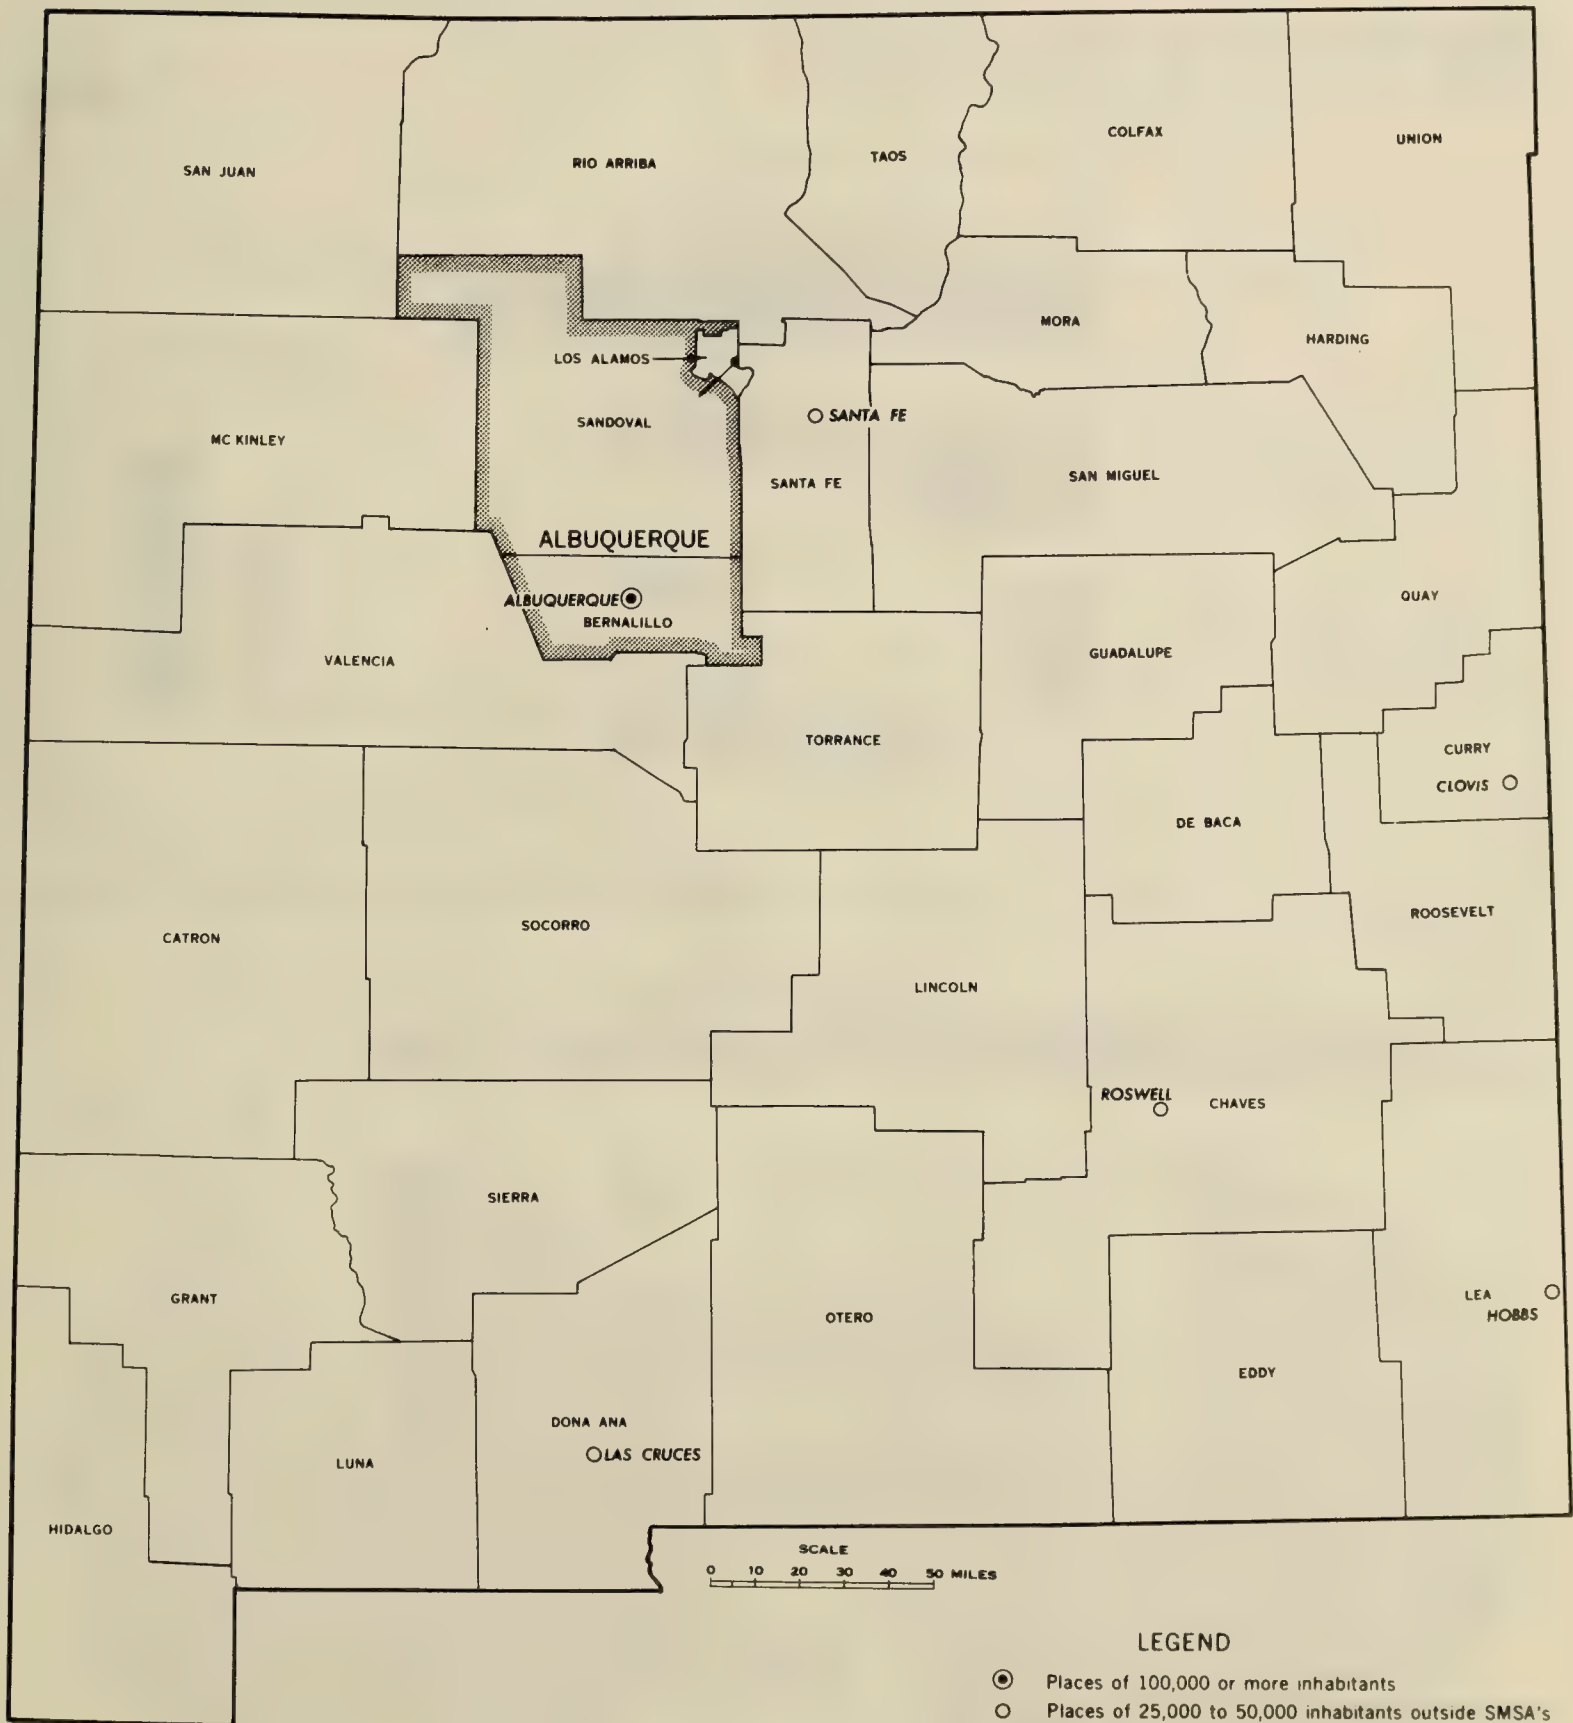 SAN JUAN
RIO ARRIBA
TAOS
COLFAX
UNION
MORA
HARDING
LOS ALAMOS
SANDOVAL
SANTA FE
MC KINLEY
SANTA FE
SAN MIGUEL
ALBUQUERQUE
ALBUQUERQUE
BERNALILLO
QUAY
VALENCIA
GUADALUPE
TORRANCE
CURRY
CLOVIS
DE BACA
CATRON
SOCORRO
ROOSEVELT
LINCOLN
ROSWELL
CHAVES
SIERRA
GRANT
OTERO
LEA
HOBBS
EDDY
DONA ANA
LAS CRUCES
LUNA
HIDALGO
SCALE
0 10 20 30 40 50 MILES
LEGEND
Places of 100,000 or more inhabitants
Places of 25,000 to 50,000 inhabitants outside SMSA's